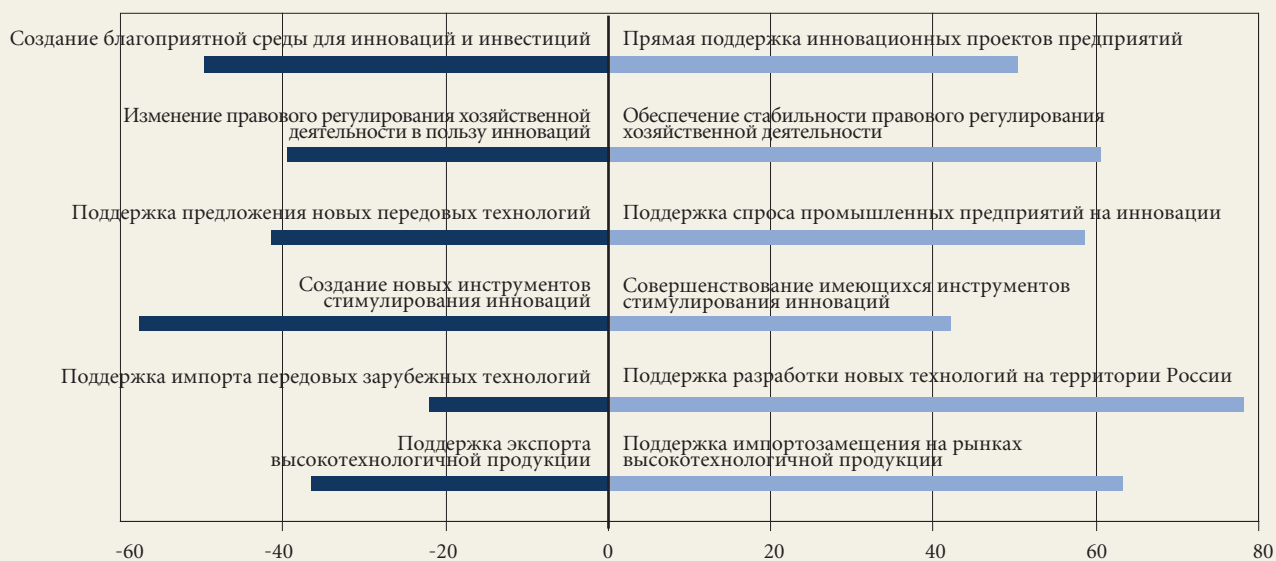 Создание благоприятной среды для инноваций и инвестиций
Прямая поддержка инновационных проектов предприятий
Изменение правового регулирования хозяйственной
деятельности в пользу инноваций
Обеспечение стабильности правового регулирования
хозяйственной деятельности
Поддержка предложения новых передовых технологий
Поддержка спроса промышленных предприятий на инновации
Создание новых инструментов
стимулирования инноваций
Совершенствование имеющихся инструментов
стимулирования инноваций
Поддержка импорта передовых зарубежных технологий
Поддержка разработки новых технологий на территории России
Поддержка экспорта
высокотехнологичной продукции
Поддержка импортозамещения на рынках
высокотехнологичной продукции
-60 -40 -20 0 20 40 60 80